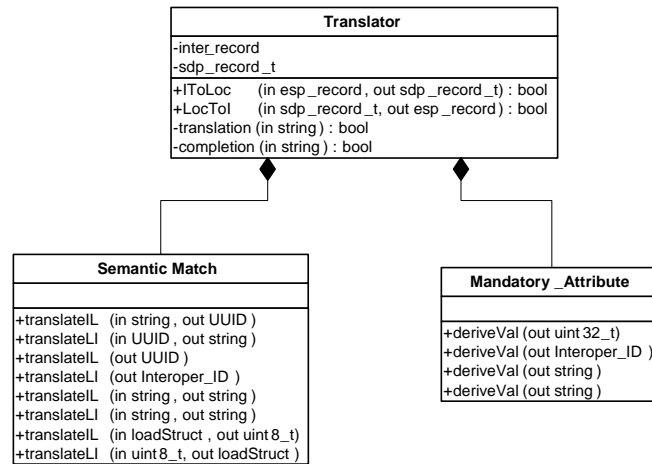 Translator
-inter_record
-sdp_record_t
+IToLoc (in esp_record, out sdp_record_t) : bool
+LocToI (in sdp_record_t, out esp_record) : bool
-translation (in string) : bool
-completion (in string) : bool
Semantic Match
+translateIL (in string, out UUID)
+translateLI (in UUID, out string)
+translateIL (out UUID)
+translateLI (out Interoper_ID)
+translateIL (in string, out string)
+translateLI (in string, out string)
+translateIL (in loadStruct, out uint8_t)
+translateLI (in uint8_t, out loadStruct)
Mandatory_Attribute
+deriveVal (out uint32_t)
+deriveVal (out Interoper_ID)
+deriveVal (out string)
+deriveVal (out string)